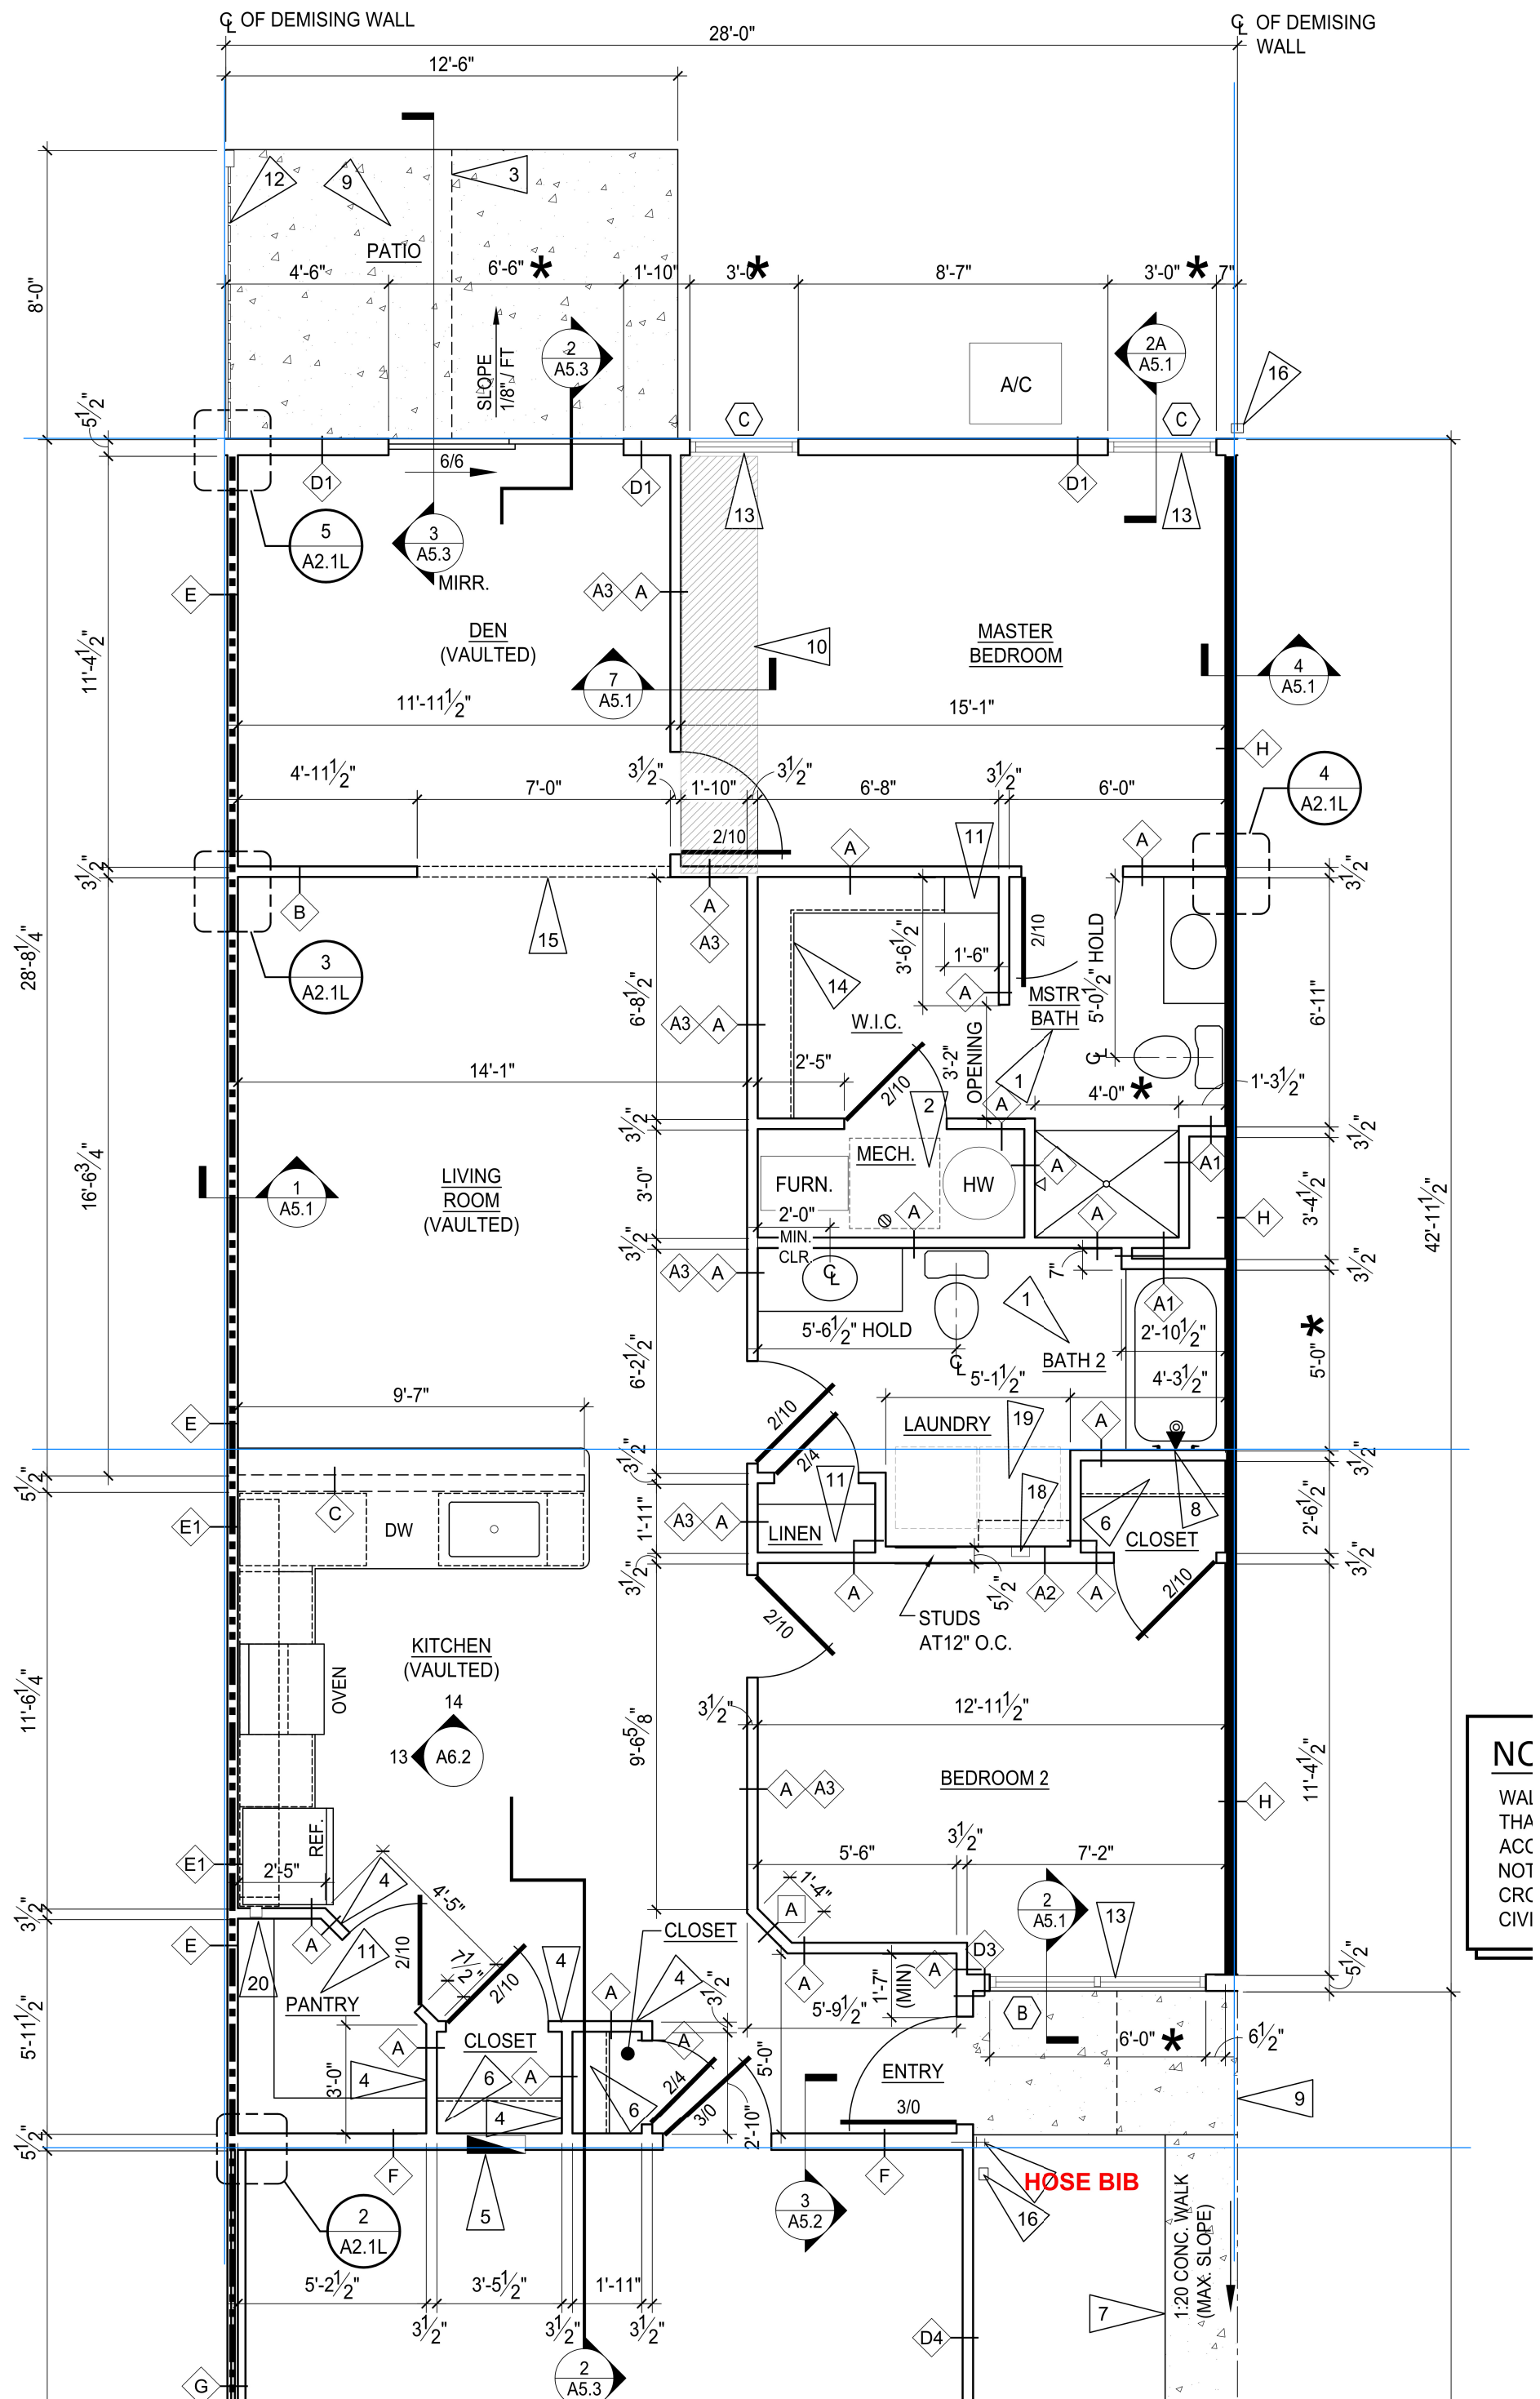 ℄ OF DEMISING WALL
℄ OF DEMISING
WALL
28'-0"
12'-6"
12
9
3
PATIO
8'-0"
4'-6"
6'-6" *
1'-10"
3'-0" *
8'-7"
3'-0" *
7"
SLOPE
1/8" / FT
2
A5.3
A/C
2A
A5.1
16
5 1/2"
C
C
6/6
D1
D1
D1
13
13
5
A2.1L
3
A5.3
MIRR.
E
A3
A
DEN
(VAULTED)
10
MASTER
BEDROOM
11'-4 1/2"
7
A5.1
4
A5.1
11'-11 1/2"
15'-1"
H
4'-11 1/2"
7'-0"
3 1/2"
1'-10"
3 1/2"
6'-8"
3 1/2"
6'-0"
4
A2.1L
2/10
11
A
A
3 1/2"
3 1/2"
B
A
A3
15
2/10
3
A2.1L
28'-8 1/4"
3'-6 1/2"
1'-6"
5'-0 1/2" HOLD
14
A
MSTR
BATH
6'-8 1/2"
6'-11"
A3
A
W.I.C.
OPENING
3'-2"
℄
14'-1"
2'-5"
2/10
2
1
4'-0" *
1'-3 1/2"
A
3 1/2"
3 1/2"
MECH.
A
A1
16'-6 3/4"
1
A5.1
LIVING
ROOM
(VAULTED)
3'-0"
FURN.
HW
3'-4 1/2"
42'-11 1/2"
2'-0"
MIN.
CLR.
A
A
H
3 1/2"
℄
7"
3 1/2"
A3
A
A1
1
5'-6 1/2" HOLD
2'-10 1/2"
5'-0" *
6'-2 1/2"
℄
BATH 2
5'-1 1/2"
4'-3 1/2"
9'-7"
2/10
LAUNDRY
19
A
E
2/4
3 1/2"
3 1/2"
5 1/2"
11
18
C
DW
E1
A3
A
1'-11"
LINEN
6
8
CLOSET
2'-6 1/2"
3 1/2"
3 1/2"
A
5 1/2"
A2
A
2/10
2/10
STUDS
AT12" O.C.
KITCHEN
(VAULTED)
OVEN
11'-6 1/4"
14
13
A6.2
9'-6 5/8"
3 1/2"
12'-11 1/2"
A
A3
BEDROOM 2
11'-4 1/2"
H
NO
WAL
THA
ACC
NOT
CRO
CIVI
REF.
E1
2'-5"
4
4'-5"
5'-6"
3 1/2"
7'-2"
1'-4"
A
2
A5.1
13
3 1/2"
E
A
11
20
2/10
7 1/2"
2/10
4
CLOSET
4
A
A
D3
5 1/2"
PANTRY
1'-7"
(MIN)
A
3 1/2"
5'-9 1/2"
B
6'-0" *
6 1/2"
5'-11 1/2"
3'-0"
A
CLOSET
A
4
6
4
6
2/4
3/0
5'-0"
2'-10"
ENTRY
3/0
9
5 1/2"
F
5
F
HOSE BIB
16
2
A2.1L
3
A5.2
1:20 CONC. WALK
(MAX. SLOPE)
5'-2 1/2"
3'-5 1/2"
1'-11"
3 1/2"
3 1/2"
3 1/2"
7
D4
G
2
A5.3